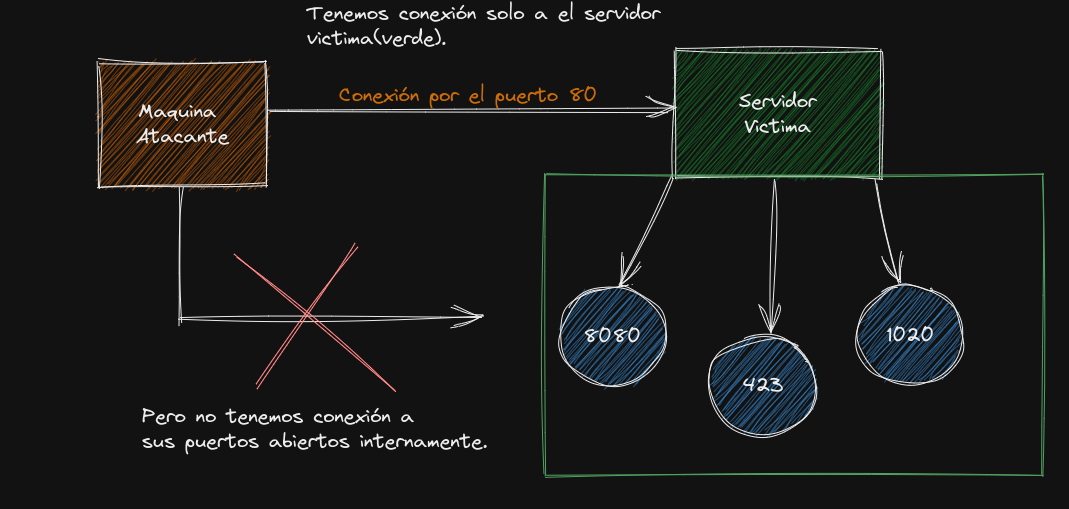 Tenemos conexión solo a el servidor
victima(verde).
Conexión por el puerto 80
Maquina
Atacante
Servidor
Victima
8080
423
1020
Pero no tenemos conexión a
sus puertos abiertos internamente.